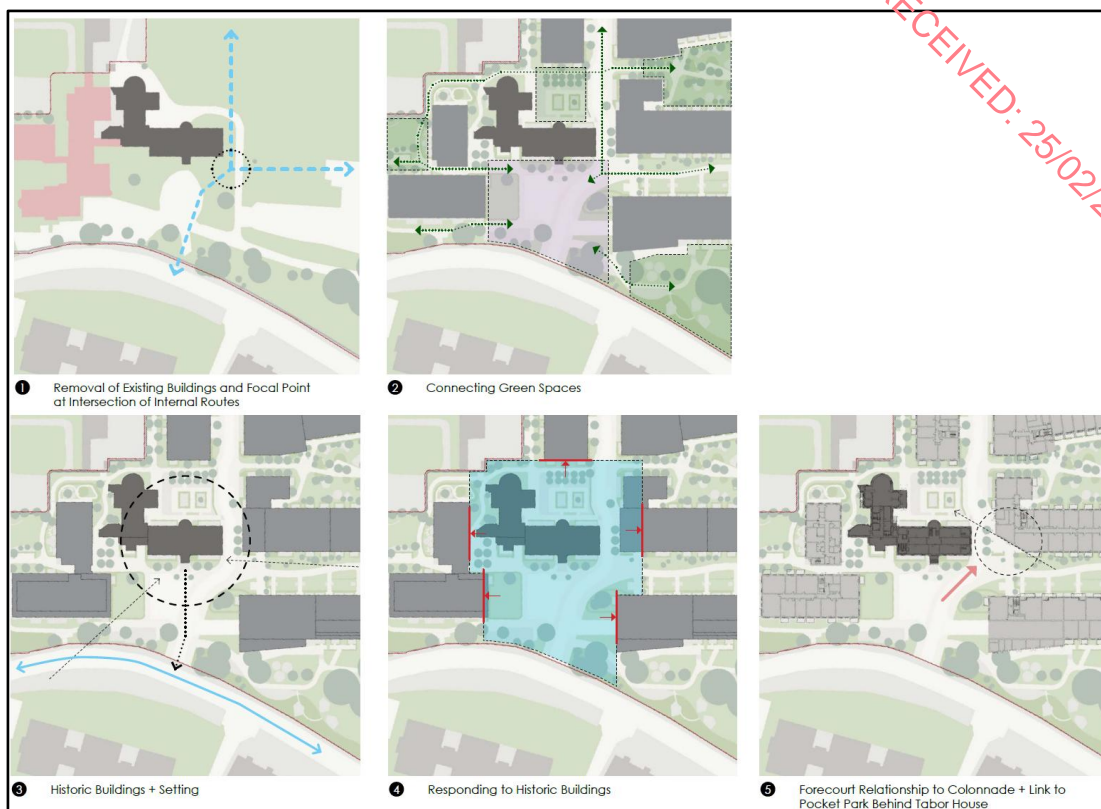 RECEIVED: 25/02/2
1 Removal of Existing Buildings and Focal Point
at Intersection of Internal Routes
2 Connecting Green Spaces
3 Historic Buildings + Setting
4 Responding to Historic Buildings
5 Forecourt Relationship to Colonnade + Link to
Pocket Park Behind Tabor House